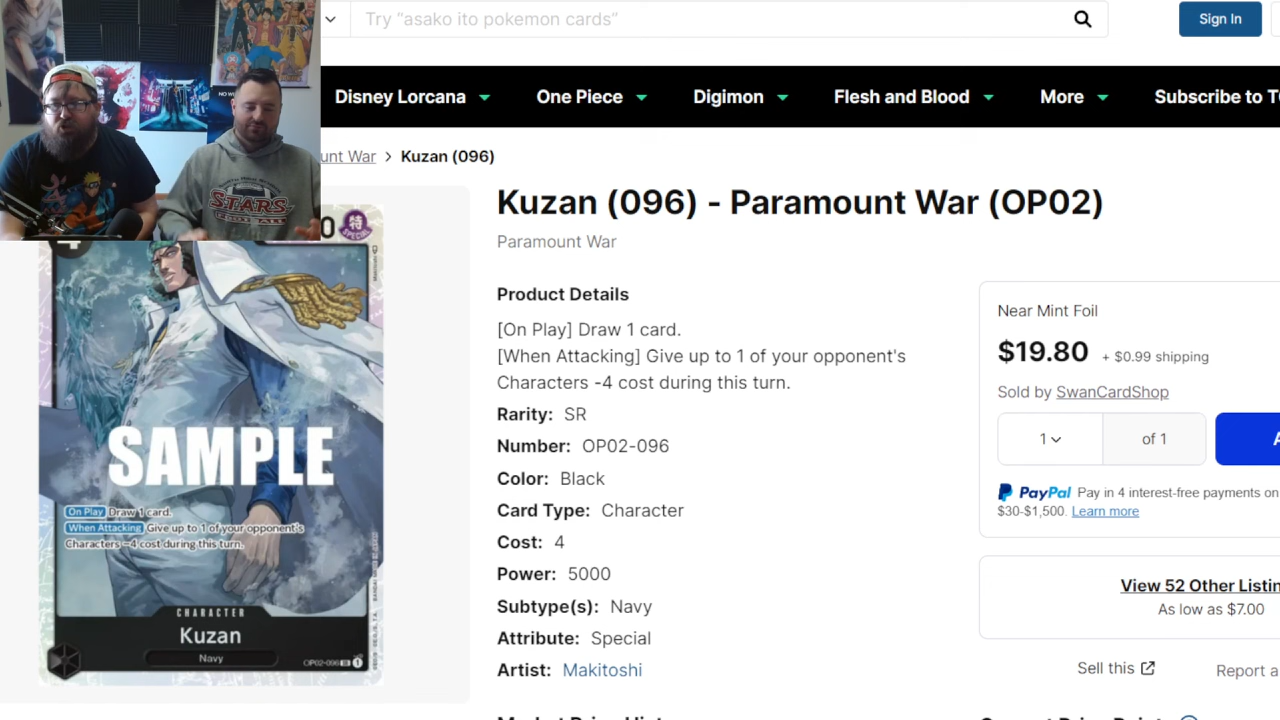 Try “asako ito pokemon cards”
Sign In
Disney Lorcana
One Piece
Digimon
Flesh and Blood
More
Subscribe to
unt War > Kuzan (096)
Kuzan (096) - Paramount War (OP02)
Paramount War
Product Details
[On Play] Draw 1 card.
[When Attacking] Give up to 1 of your opponent's
Characters -4 cost during this turn.
Rarity: SR
Number: OP02-096
Color: Black
Card Type: Character
Cost: 4
Power: 5000
Subtype(s): Navy
Attribute: Special
Artist: Makitoshi
Near Mint Foil
$19.80 + $0.99 shipping
Sold by SwanCardShop
1
of 1
PayPal Pay in 4 interest-free payments on
$30-$1,500. Learn more
View 52 Other Listin
As low as $7.00
Sell this
Report a
STARS
0
特
SPECIAL
SAMPLE
On Play Draw 1 card.
When Attacking Give up to 1 of your opponent's
Characters -4 cost during this turn.
CHARACTER
Kuzan
Navy
OP02-096 SR 1